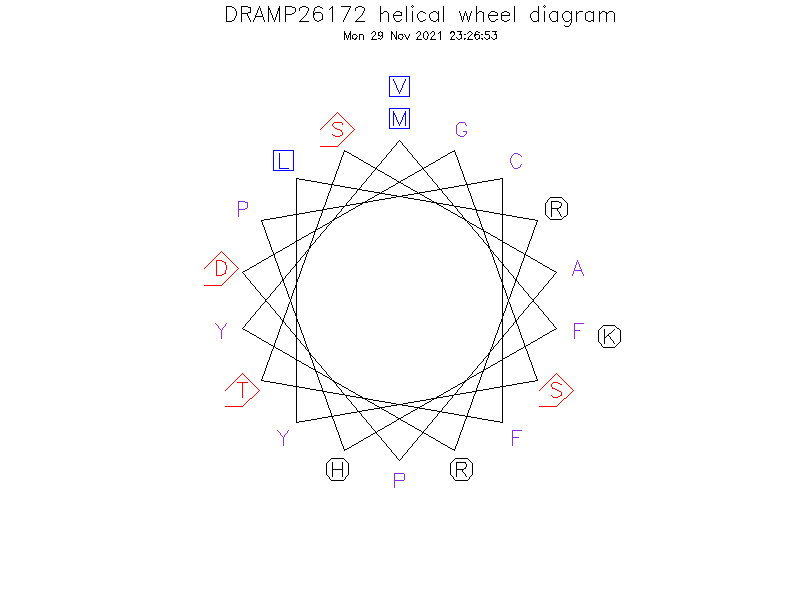 DRAMP26172 helical wheel diagram
Mon 29 Nov 2021 23:26:53
V
S M G
L C
P R
D A
Y F K
T S
Y F
H P R